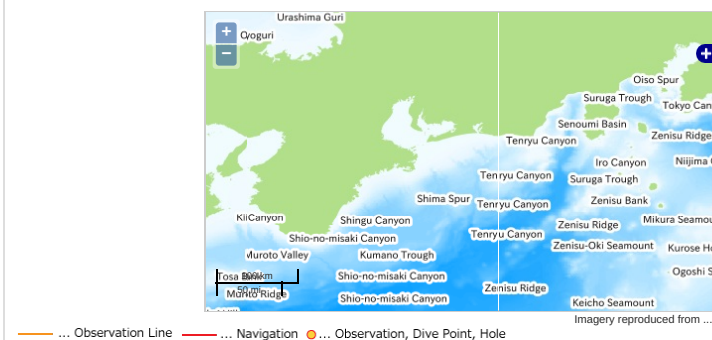 Urashima Guri
+
Oyoguri
−
+
Oiso Spur
Suruga Trough
Tokyo Can
Senoumi Basin
Zenisu Ridge
Tenryu Canyon
Iro Canyon
Niijima
Tenryu Canyon
Suruga Trough
Shima Spur
Tenryu Canyon
Zenisu Bank
Kii Canyon
Shingu Canyon
Mikura Seamou
Zenisu Ridge
Tenryu Canyon
Shio-no-misaki Canyon
Zenisu-Oki Seamount
Kurose Ho
Muroto Valley
Kumano Trough
Ogoshi S
Tosa Bank
Shio-no-misaki Canyon
50 mi
Muroto Ridge
Zenisu Ridge
Shio-no-misaki Canyon
Keicho Seamount
Imagery reproduced from ...
... Observation Line ... Navigation ... Observation, Dive Point, Hole